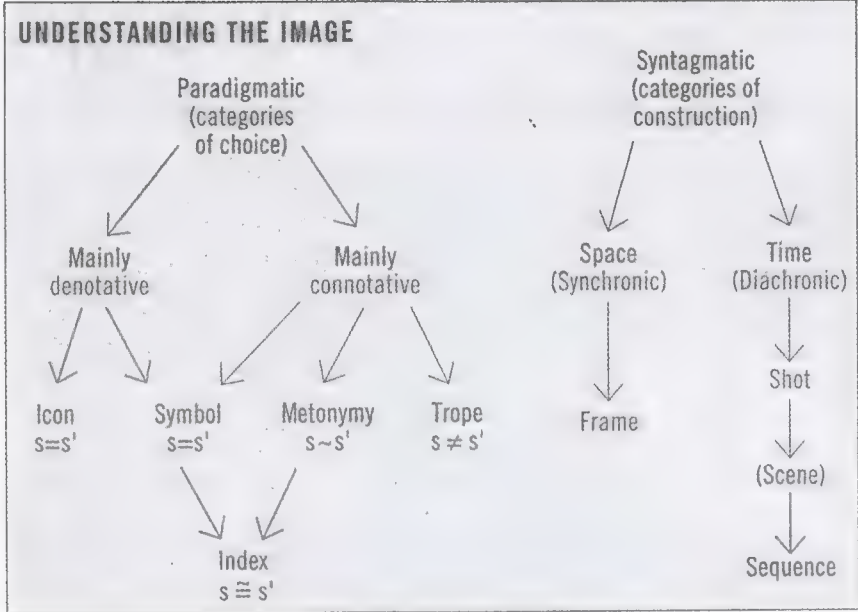 UNDERSTANDING THE IMAGE
Paradigmatic
(categories
of choice)
Syntagmatic
(categories of
construction)
Mainly
denotative
Mainly
connotative
Space
(Synchronic)
Time
(Diachronic)
Icon
s=s'
Symbol
s=s'
Metonymy
s~s'
Trope
s ≠ s'
Frame
Shot
(Scene)
Index
s ≅ s'
Sequence